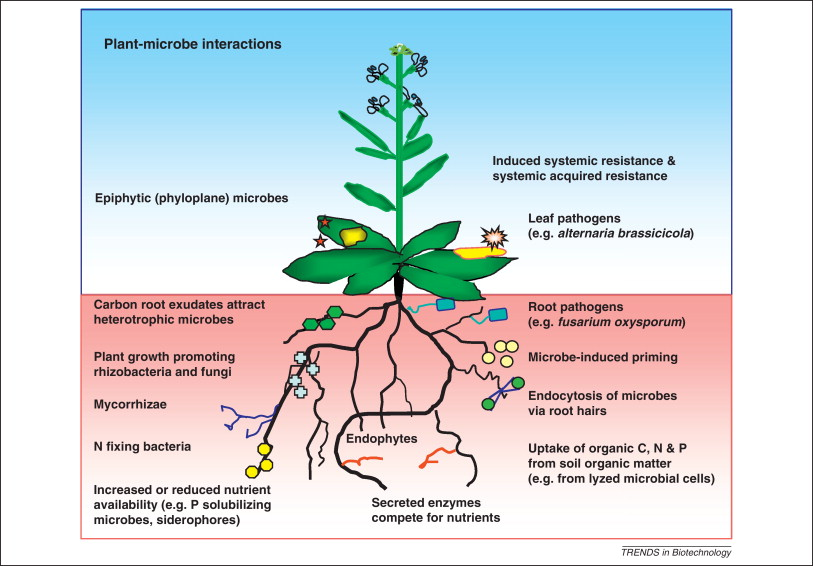 Plant-microbe interactions
Induced systemic resistance &
systemic acquired resistance
Epiphytic (phyloplane) microbes
Leaf pathogens
(e.g. alternaria brassicicola)
Carbon root exudates attract
heterotrophic microbes
Root pathogens
(e.g. fusarium oxysporum)
Plant growth promoting
rhizobacteria and fungi
Microbe-induced priming
Mycorrhizae
Endocytosis of microbes
via root hairs
N fixing bacteria
Endophytes
Uptake of organic C, N & P
from soil organic matter
(e.g. from lyzed microbial cells)
Increased or reduced nutrient
availability (e.g. P solubilizing
microbes, siderophores)
Secreted enzymes
compete for nutrients
TRENDS in Biotechnology